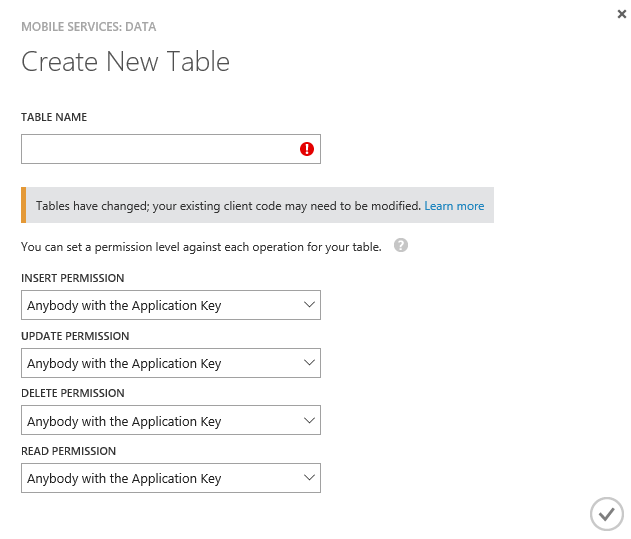 MOBILE SERVICES: DATA
Create New Table
TABLE NAME
Tables have changed; your existing client code may need to be modified. Learn more
You can set a permission level against each operation for your table. ?
INSERT PERMISSION
Anybody with the Application Key
UPDATE PERMISSION
Anybody with the Application Key
DELETE PERMISSION
Anybody with the Application Key
READ PERMISSION
Anybody with the Application Key